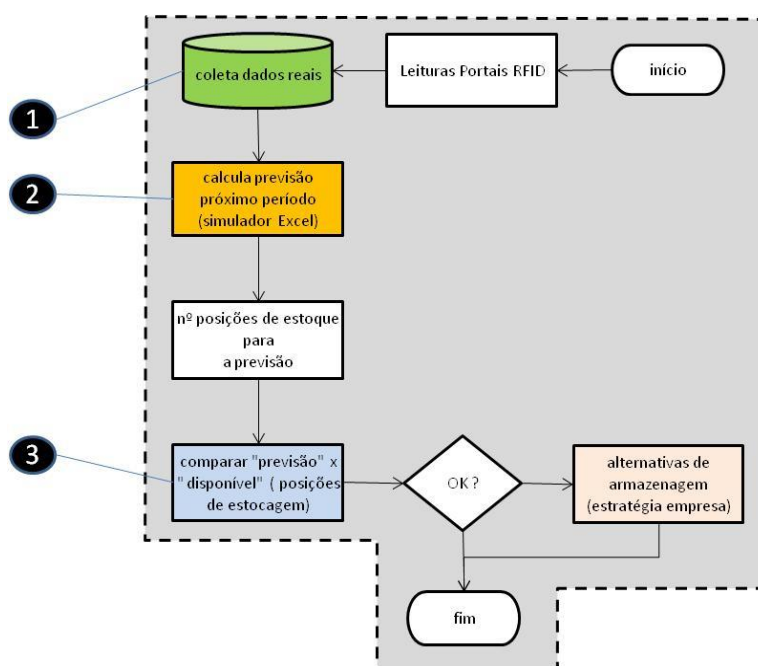 início
Leituras Portais RFID
coleta dados reais
1
calcula previsão
próximo período
(simulador Excel)
2
nº posições de estoque
para
a previsão
comparar "previsão" x
" disponível" ( posições
de estocagem)
3
OK ?
alternativas de
armazenagem
(estratégia empresa)
fim